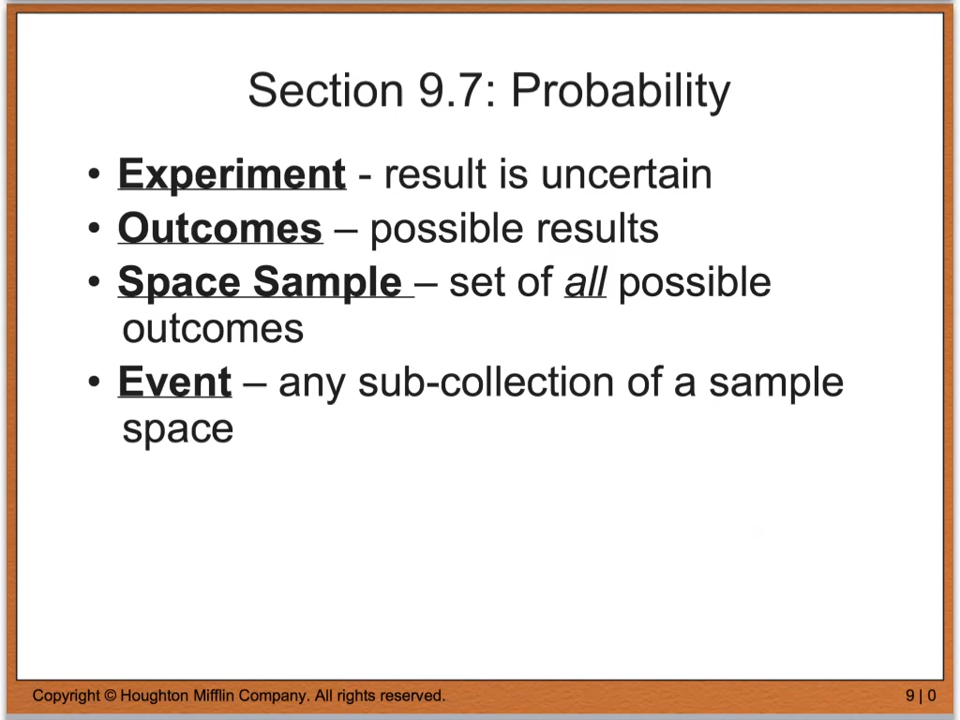 Section 9.7: Probability
• Experiment - result is uncertain
• Outcomes – possible results
• Space Sample – set of all possible
outcomes
• Event – any sub-collection of a sample
space
Copyright © Houghton Mifflin Company. All rights reserved.
9 | 0